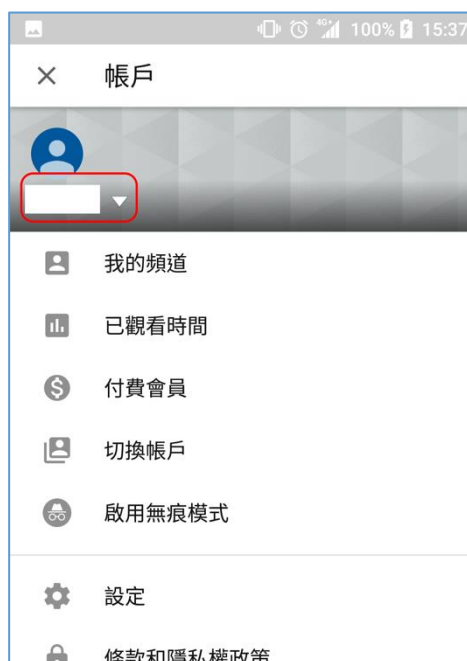 4G+ 100% 15:37
帳戶
我的頻道
已觀看時間
付費會員
切換帳戶
啟用無痕模式
設定
條款和隱私權政策